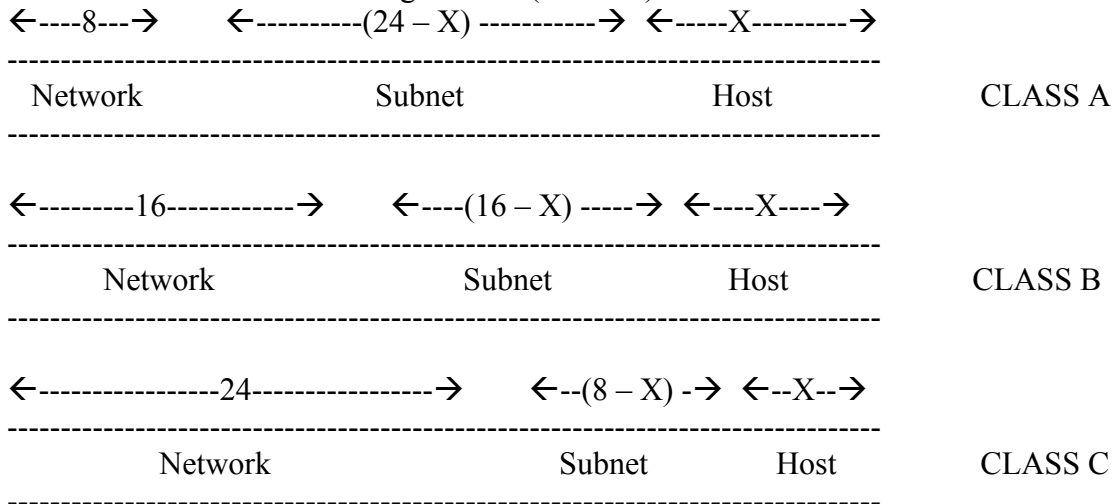 ←----8---→ ←----------(24 – X) -----------→ ←-----X---------→
--------------------------------------------------------------------------------
Network Subnet Host CLASS A
--------------------------------------------------------------------------------
←---------16------------→ ←----(16 – X) -----→ ←----X----→
--------------------------------------------------------------------------------
Network Subnet Host CLASS B
--------------------------------------------------------------------------------
←-----------------24-----------------→ ←--(8 – X) -→ ←--X--→
--------------------------------------------------------------------------------
Network Subnet Host CLASS C
--------------------------------------------------------------------------------